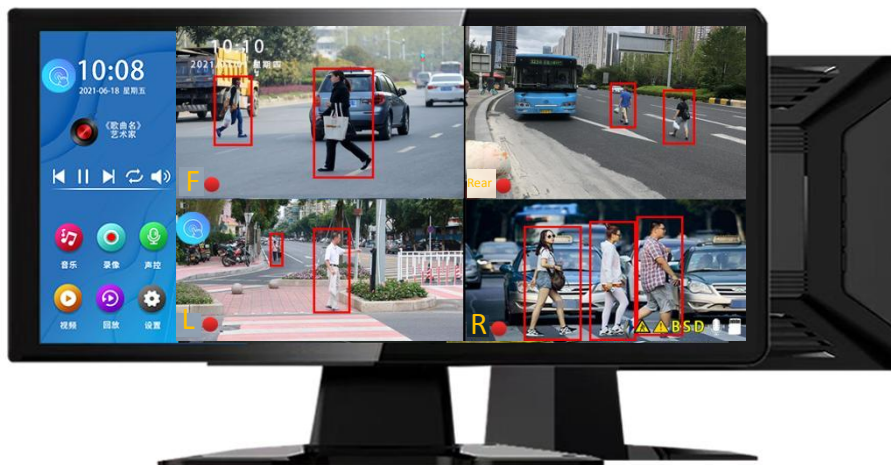 10:08
2021-06-18 星期五
《歌曲名》
艺术家
音乐
录像
声控
视频
回放
设置
10:10
F
Rear
L
R
BSD